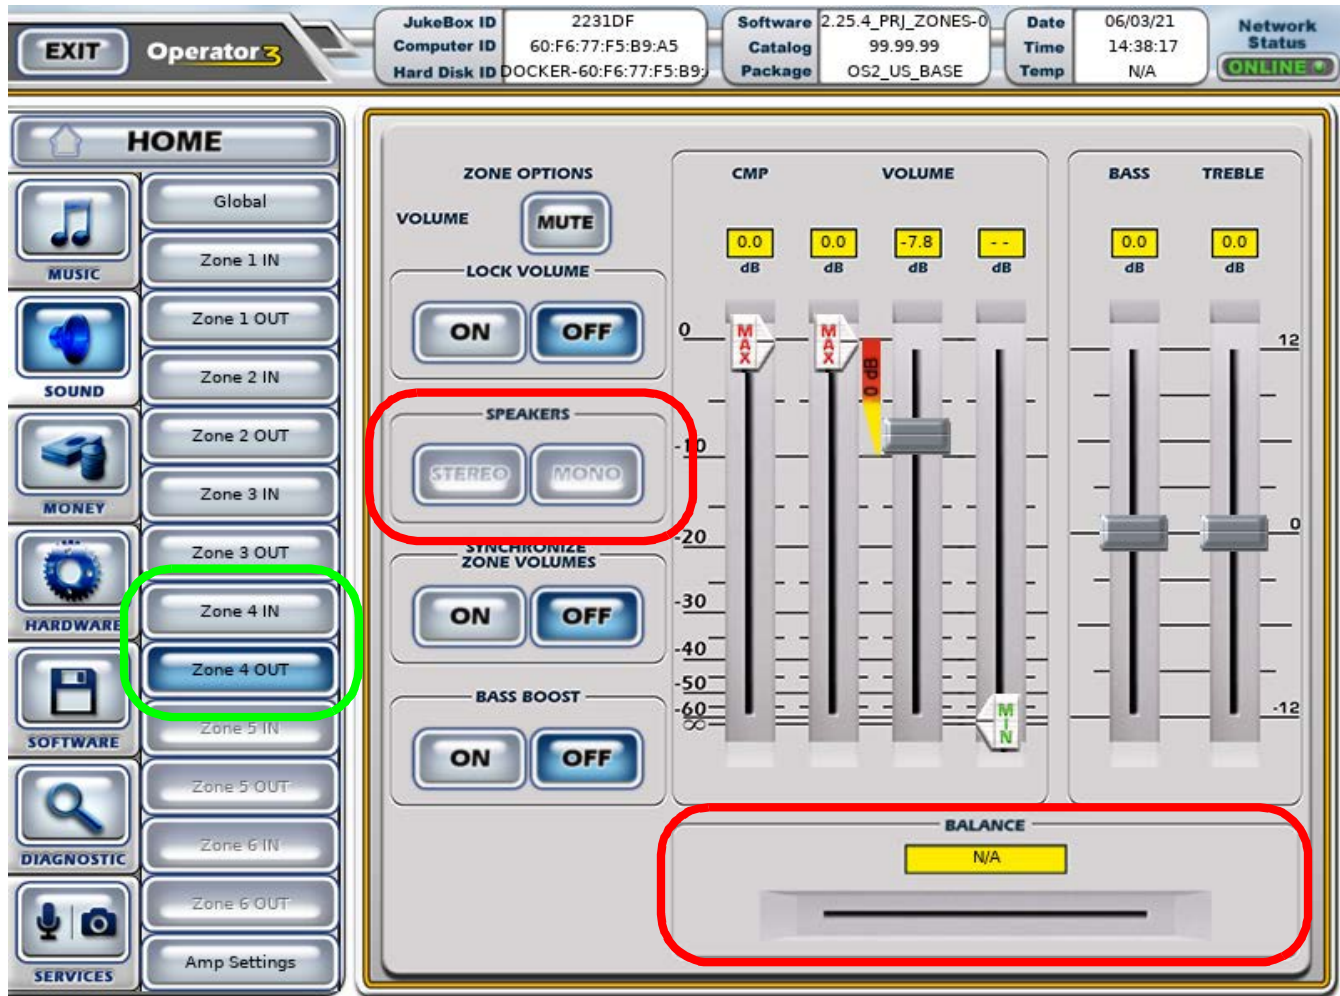 EXIT
Operator 3
JukeBox ID 2231DF
Computer ID 60:F6:77:F5:B9:A5
Hard Disk ID DOCKER-60:F6:77:F5:B9:
Software 2.25.4_PRJ_ZONES-0
Catalog 99.99.99
Package OS2_US_BASE
Date 06/03/21
Time 14:38:17
Temp N/A
Network
Status
ONLINE
HOME
MUSIC
SOUND
MONEY
HARDWARE
SOFTWARE
DIAGNOSTIC
SERVICES
Global
Zone 1 IN
Zone 1 OUT
Zone 2 IN
Zone 2 OUT
Zone 3 IN
Zone 3 OUT
Zone 4 IN
Zone 4 OUT
Zone 5 IN
Zone 5 OUT
Zone 6 IN
Zone 6 OUT
Amp Settings
ZONE OPTIONS
VOLUME MUTE
LOCK VOLUME
ON OFF
SPEAKERS
STEREO MONO
SYNCHRONIZE
ZONE VOLUMES
ON OFF
BASS BOOST
ON OFF
CMP VOLUME
0.0 0.0 -7.8 - -
dB dB dB dB
MAX MAX
0 dB
0
-10
-20
-30
-40
-50
-60
∞
MIN
BASS TREBLE
0.0 0.0
dB dB
12
0
-12
BALANCE
N/A